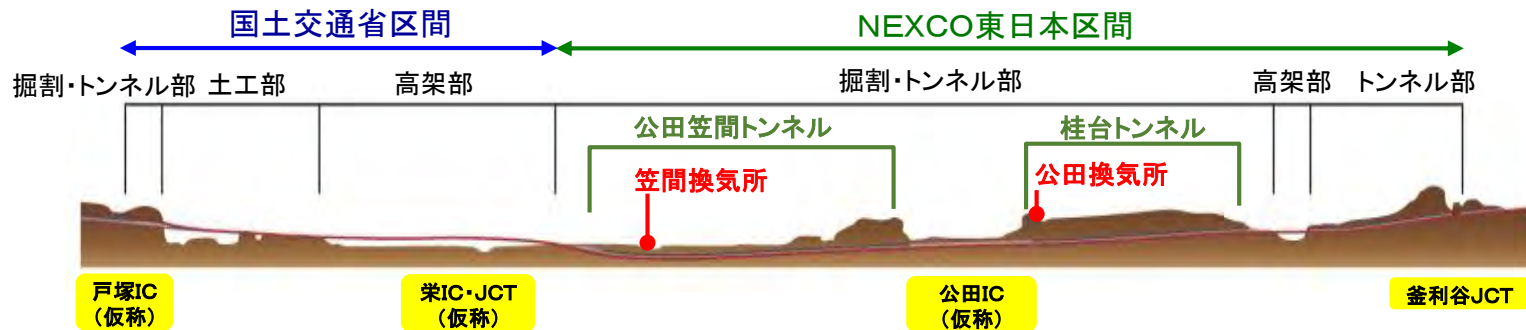 国土交通省区間
NEXCO東日本区間
掘割・トンネル部
土工部
高架部
掘割・トンネル部
高架部
トンネル部
公田笠間トンネル
桂台トンネル
笠間換気所
公田換気所
戸塚IC
(仮称)
栄IC・JCT
(仮称)
公田IC
(仮称)
釜利谷JCT